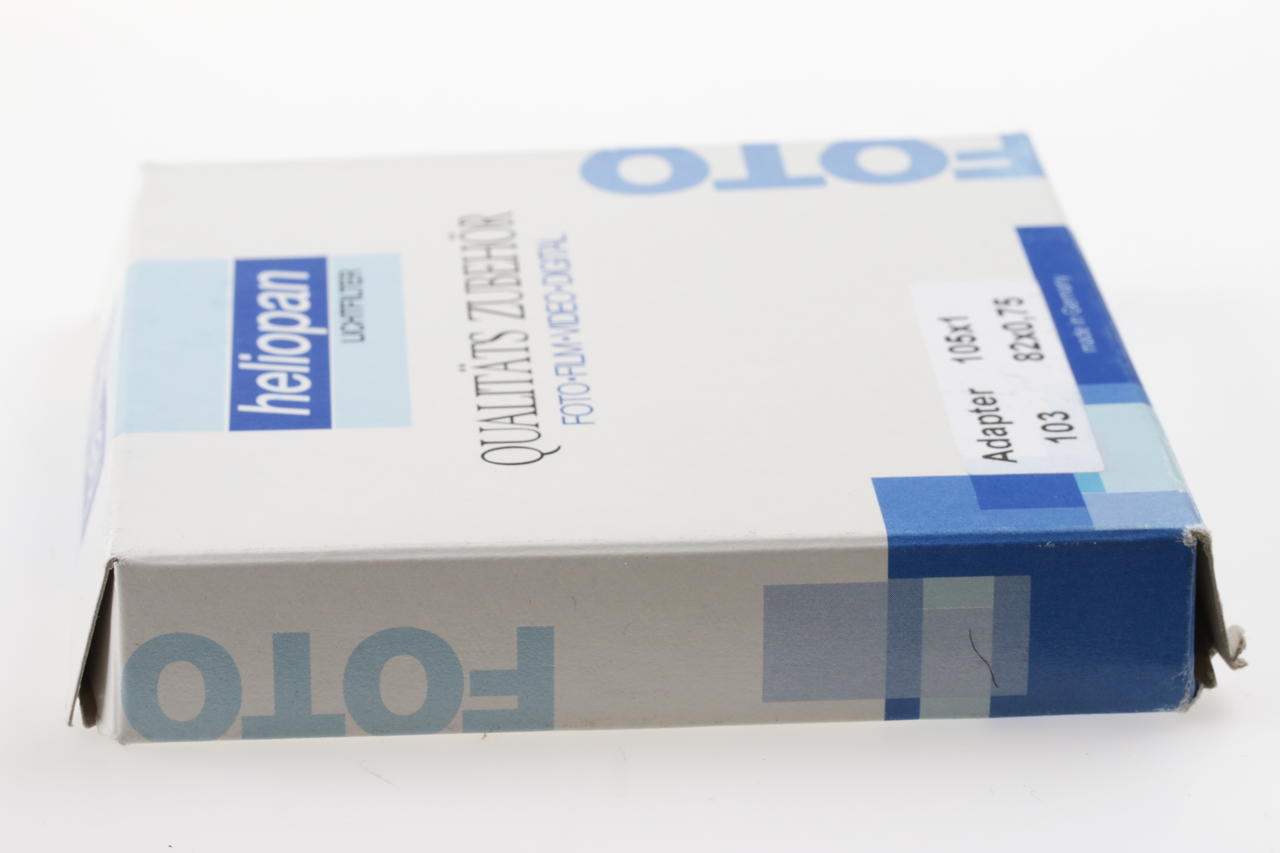 FOTO
heliopan
LICHTFILTER
QUALITÄTS ZUBEHÖR
FOTO•FILM•VIDEO•DIGITAL
Adapter 105x1
103 82x0,75
made in Germany
FOTO